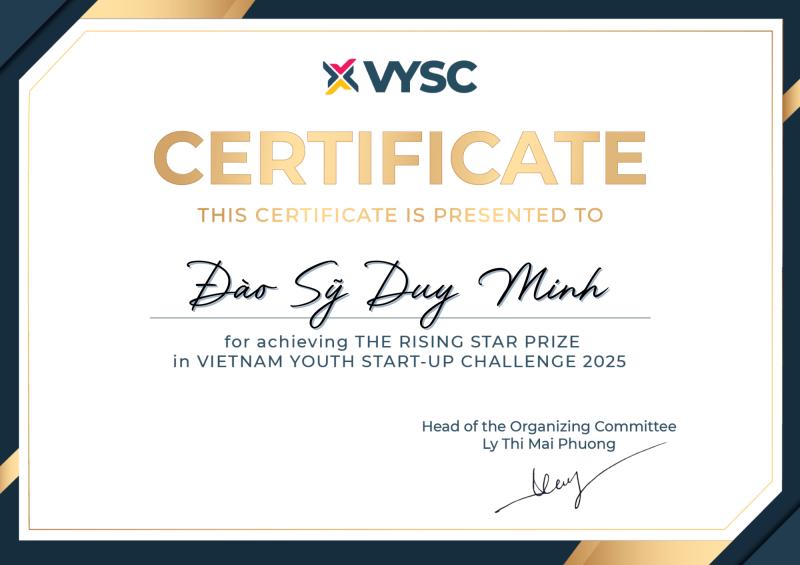 VYSC
CERTIFICATE
THIS CERTIFICATE IS PRESENTED TO
Đào Sỹ Duy Minh
for achieving THE RISING STAR PRIZE
in VIETNAM YOUTH START-UP CHALLENGE 2025
Head of the Organizing Committee
Ly Thi Mai Phuong